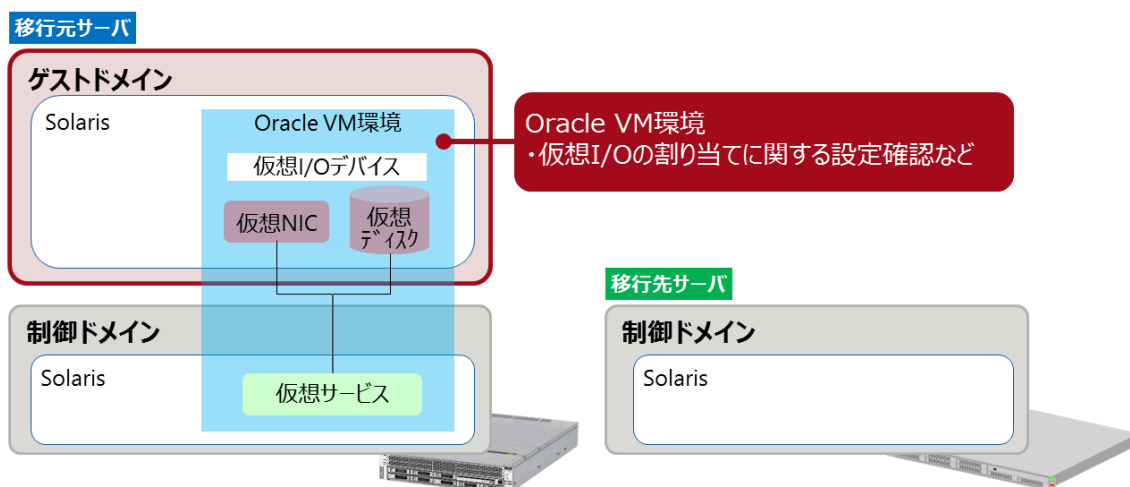 移行元サーバ
ゲストドメイン
Solaris
Oracle VM環境
仮想I/Oデバイス
仮想NIC
仮想
ディスク
Oracle VM環境
・仮想I/Oの割り当てに関する設定確認など
制御ドメイン
Solaris
仮想サービス
移行先サーバ
制御ドメイン
Solaris